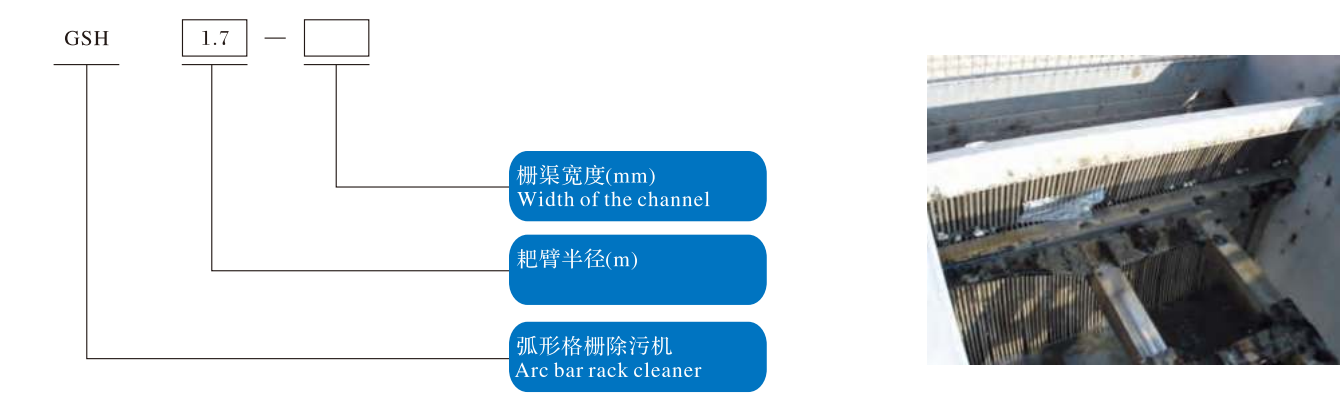 GSH 1.7 —
栅渠宽度(mm)
Width of the channel
耙臂半径(m)
弧形格栅除污机
Arc bar rack cleaner